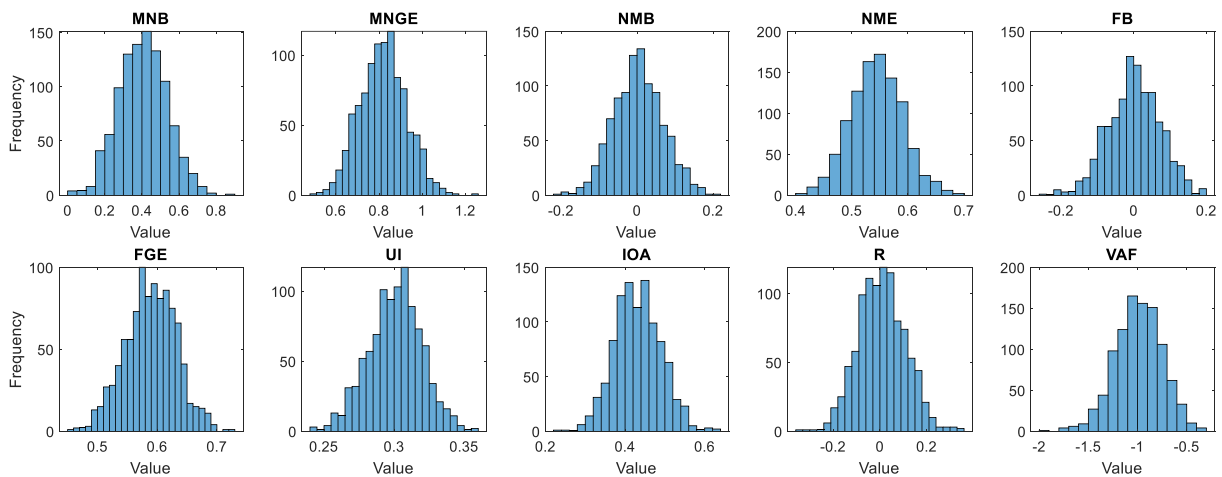 MNB MNGE NMB NME FB
150 100 50 0 Frequency 0 0.2 0.4 0.6 0.8 Value
100 50 0 0.6 0.8 1 1.2 Value
150 100 50 0 -0.2 0 0.2 Value
200 150 100 50 0 0.4 0.5 0.6 0.7 Value
150 100 50 0 -0.2 0 0.2 Value
FGE UI IOA R VAF
100 50 0 Frequency 0.5 0.6 0.7 Value
100 50 0 0.25 0.3 0.35 Value
150 100 50 0 0.2 0.4 0.6 Value
100 50 0 -0.2 0 0.2 Value
200 150 100 50 0 -2 -1.5 -1 -0.5 Value